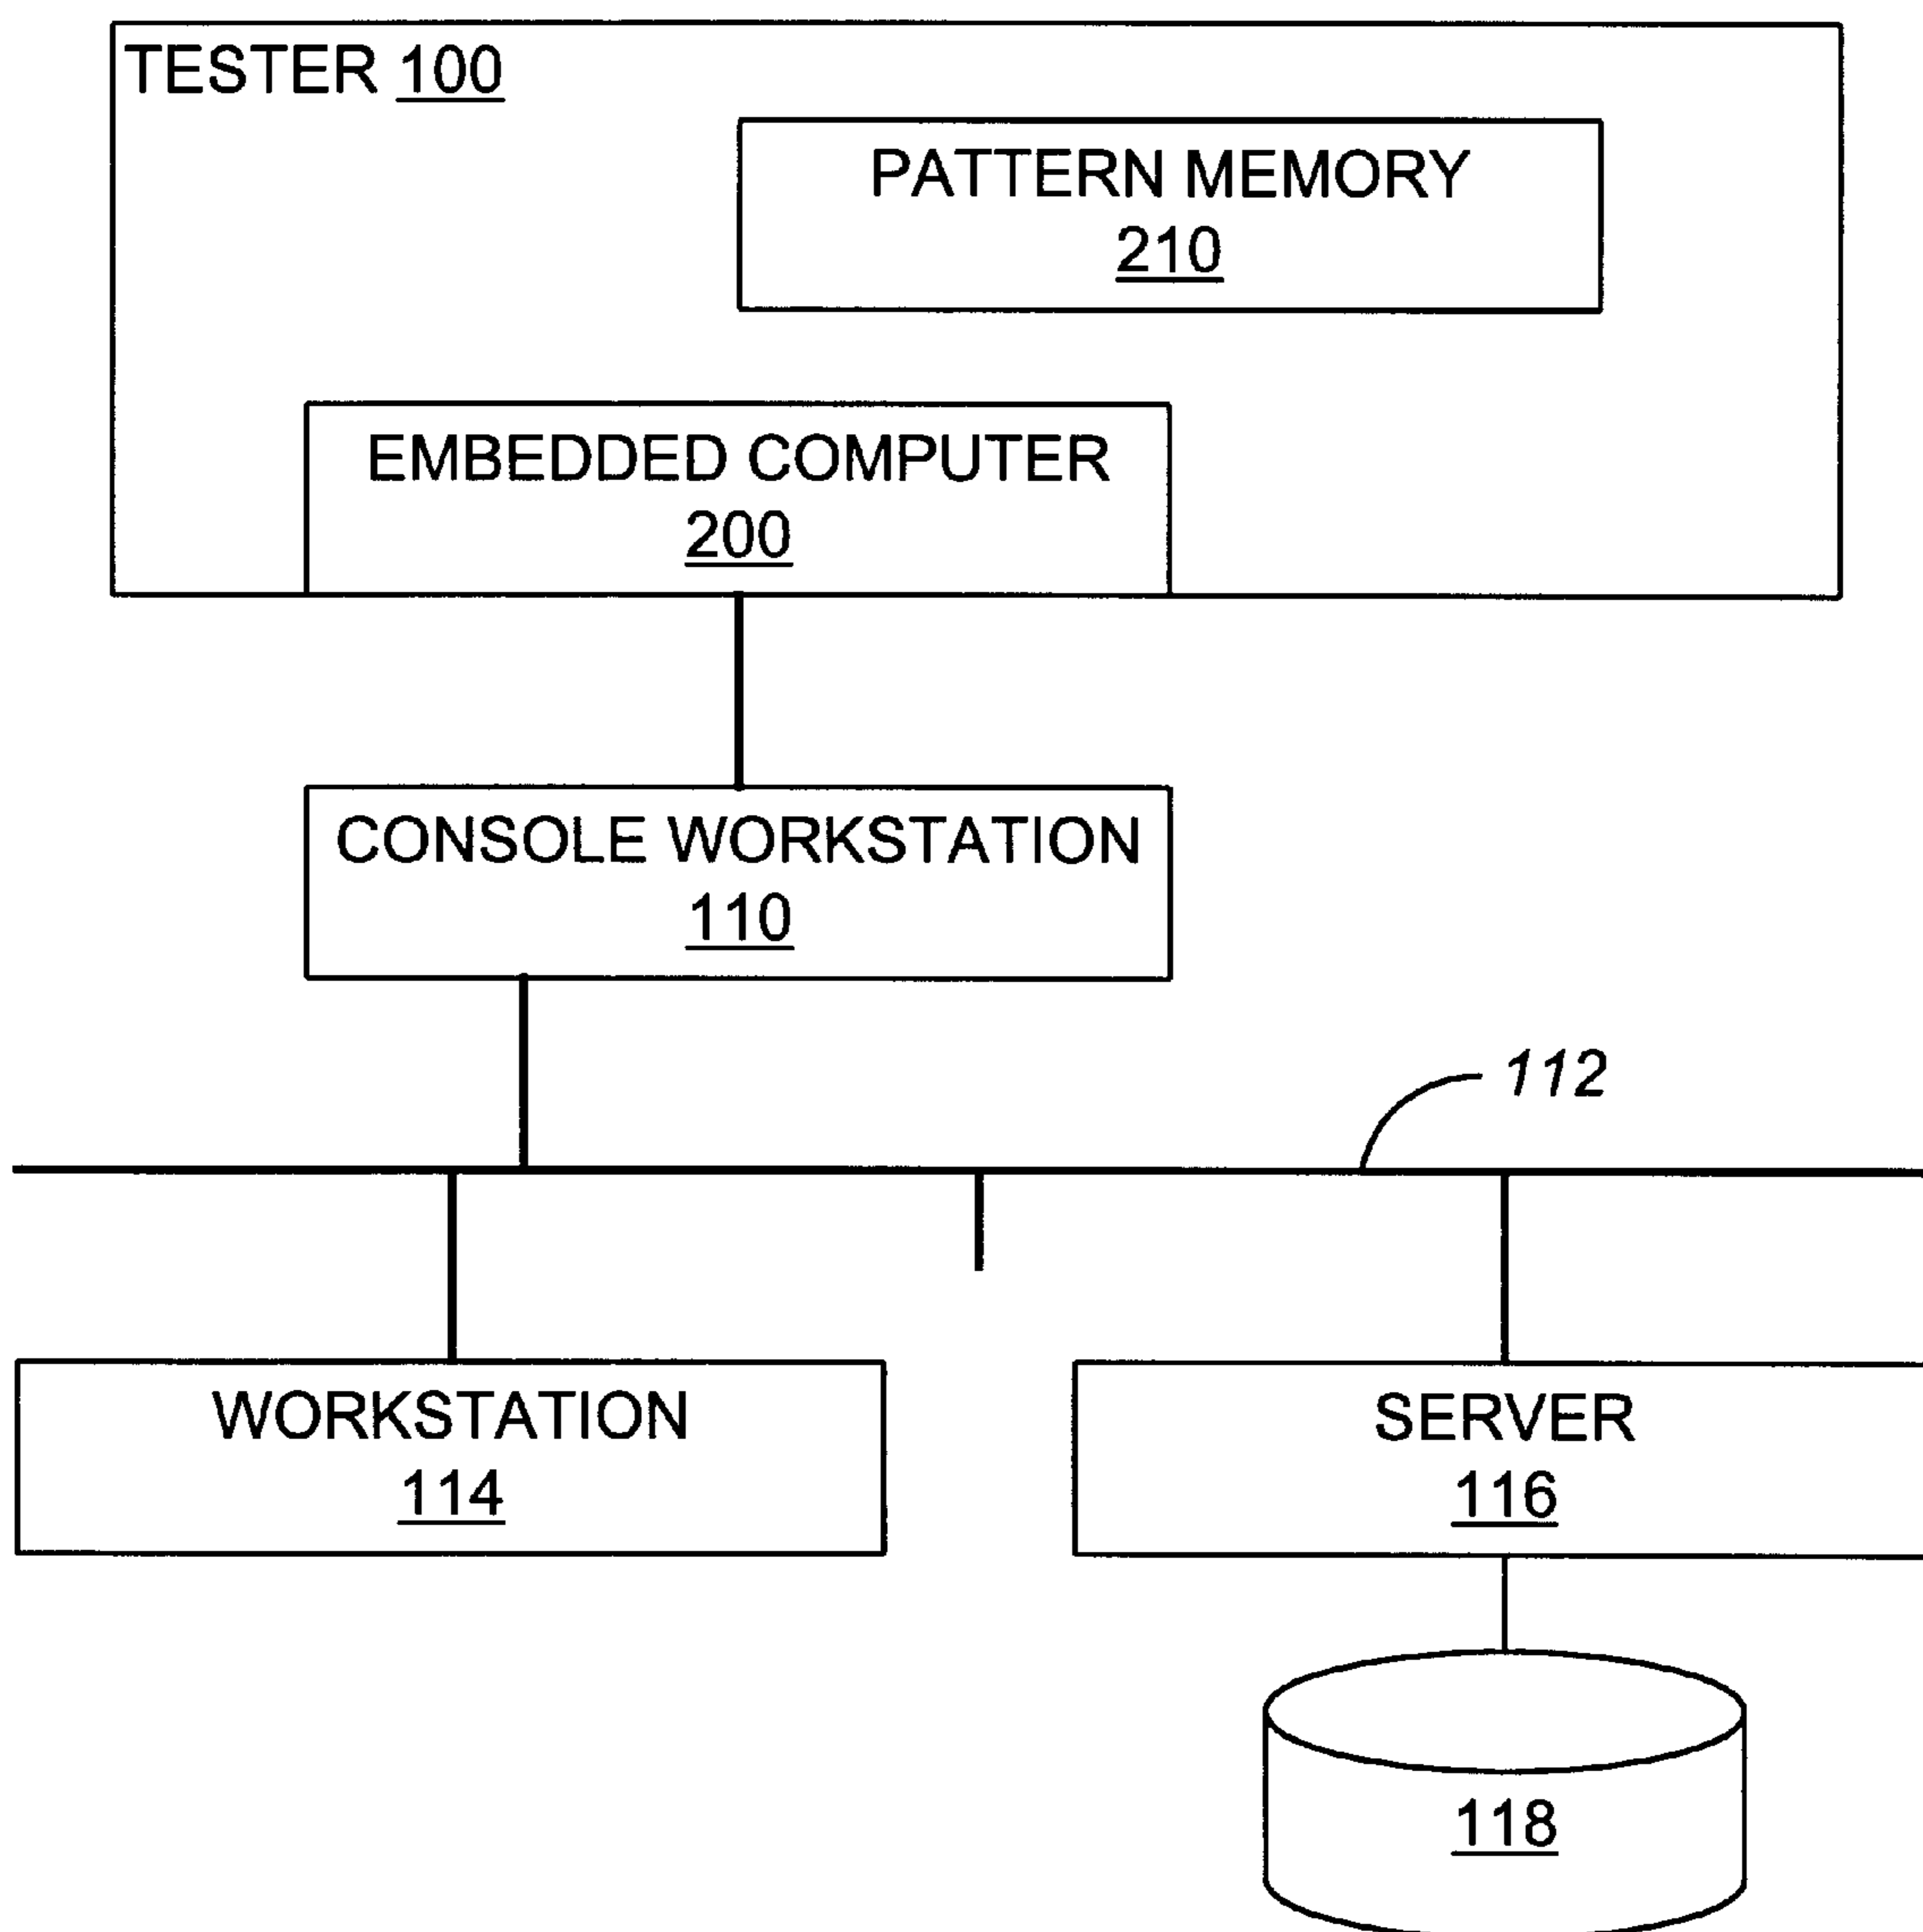 TESTER 100
PATTERN MEMORY
210
EMBEDDED COMPUTER
200
CONSOLE WORKSTATION
110
112
WORKSTATION
114
SERVER
116
118